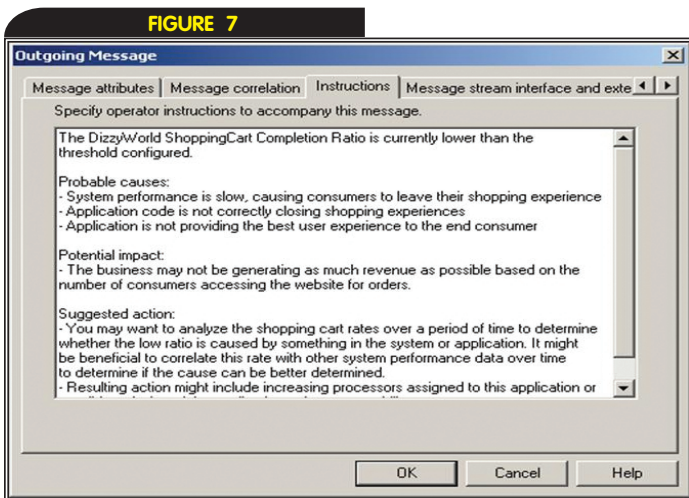 FIGURE 7
Outgoing Message
Message attributes Message correlation Instructions Message stream interface and exte
Specify operator instructions to accompany this message.
The DizzyWorld ShoppingCart Completion Ratio is currently lower than the
threshold configured.
Probable causes:
- System performance is slow, causing consumers to leave their shopping experience
- Application code is not correctly closing shopping experiences
- Application is not providing the best user experience to the end consumer
Potential impact:
- The business may not be generating as much revenue as possible based on the
number of consumers accessing the website for orders.
Suggested action:
- You may want to analyze the shopping cart rates over a period of time to determine
whether the low ratio is caused by something in the system or application. It might
be beneficial to correlate this rate with other system performance data over time
to determine if the cause can be better determined.
- Resulting action might include increasing processors assigned to this application or
OK Cancel Help